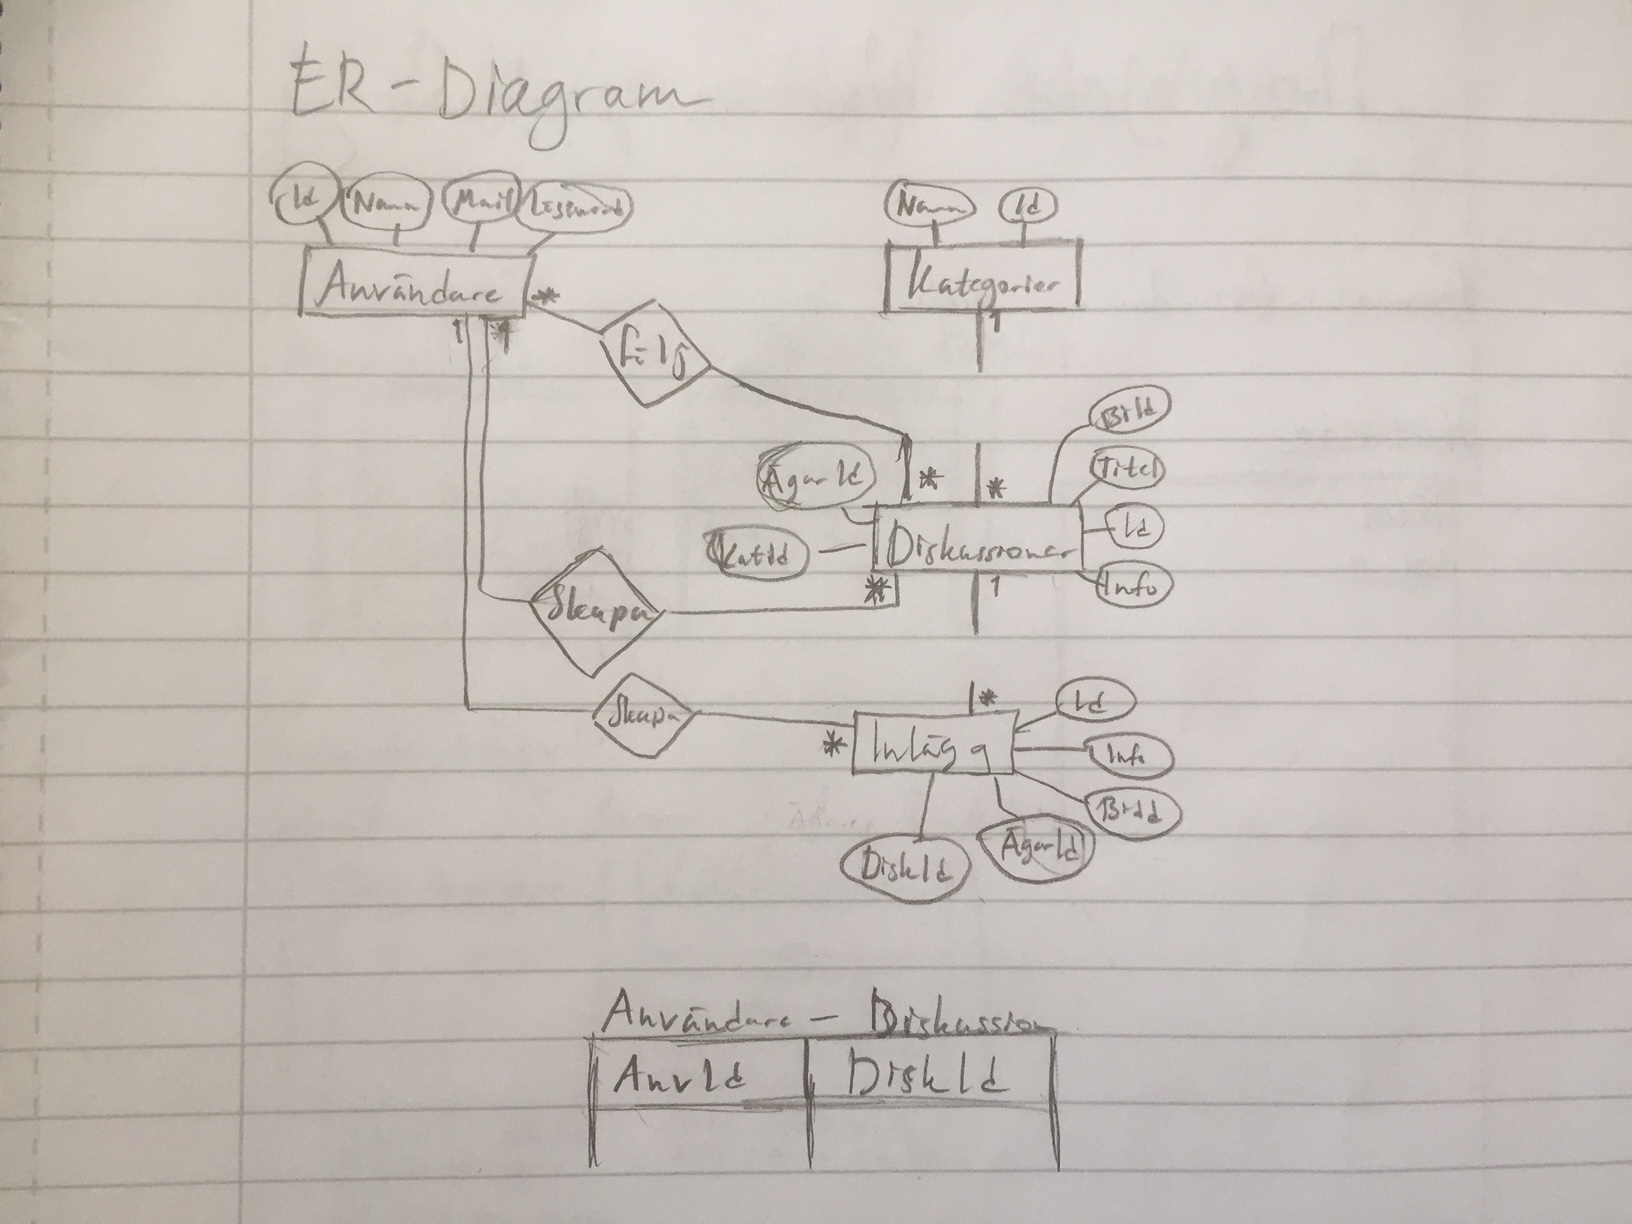 ER-Diagram
Id Namn Mail Lösenord
Namn Id
Användare
*
Kategorier
1
1
1
Följ
Bild
ÄgarId
*
*
Titel
KatId
Diskussioner
Id
*
1
Info
Skapa
Skapa
*
*
Inlägg
Id
Info
Bild
DiskId
ÄgarId
Användare - Diskussion
AnvId
DiskId